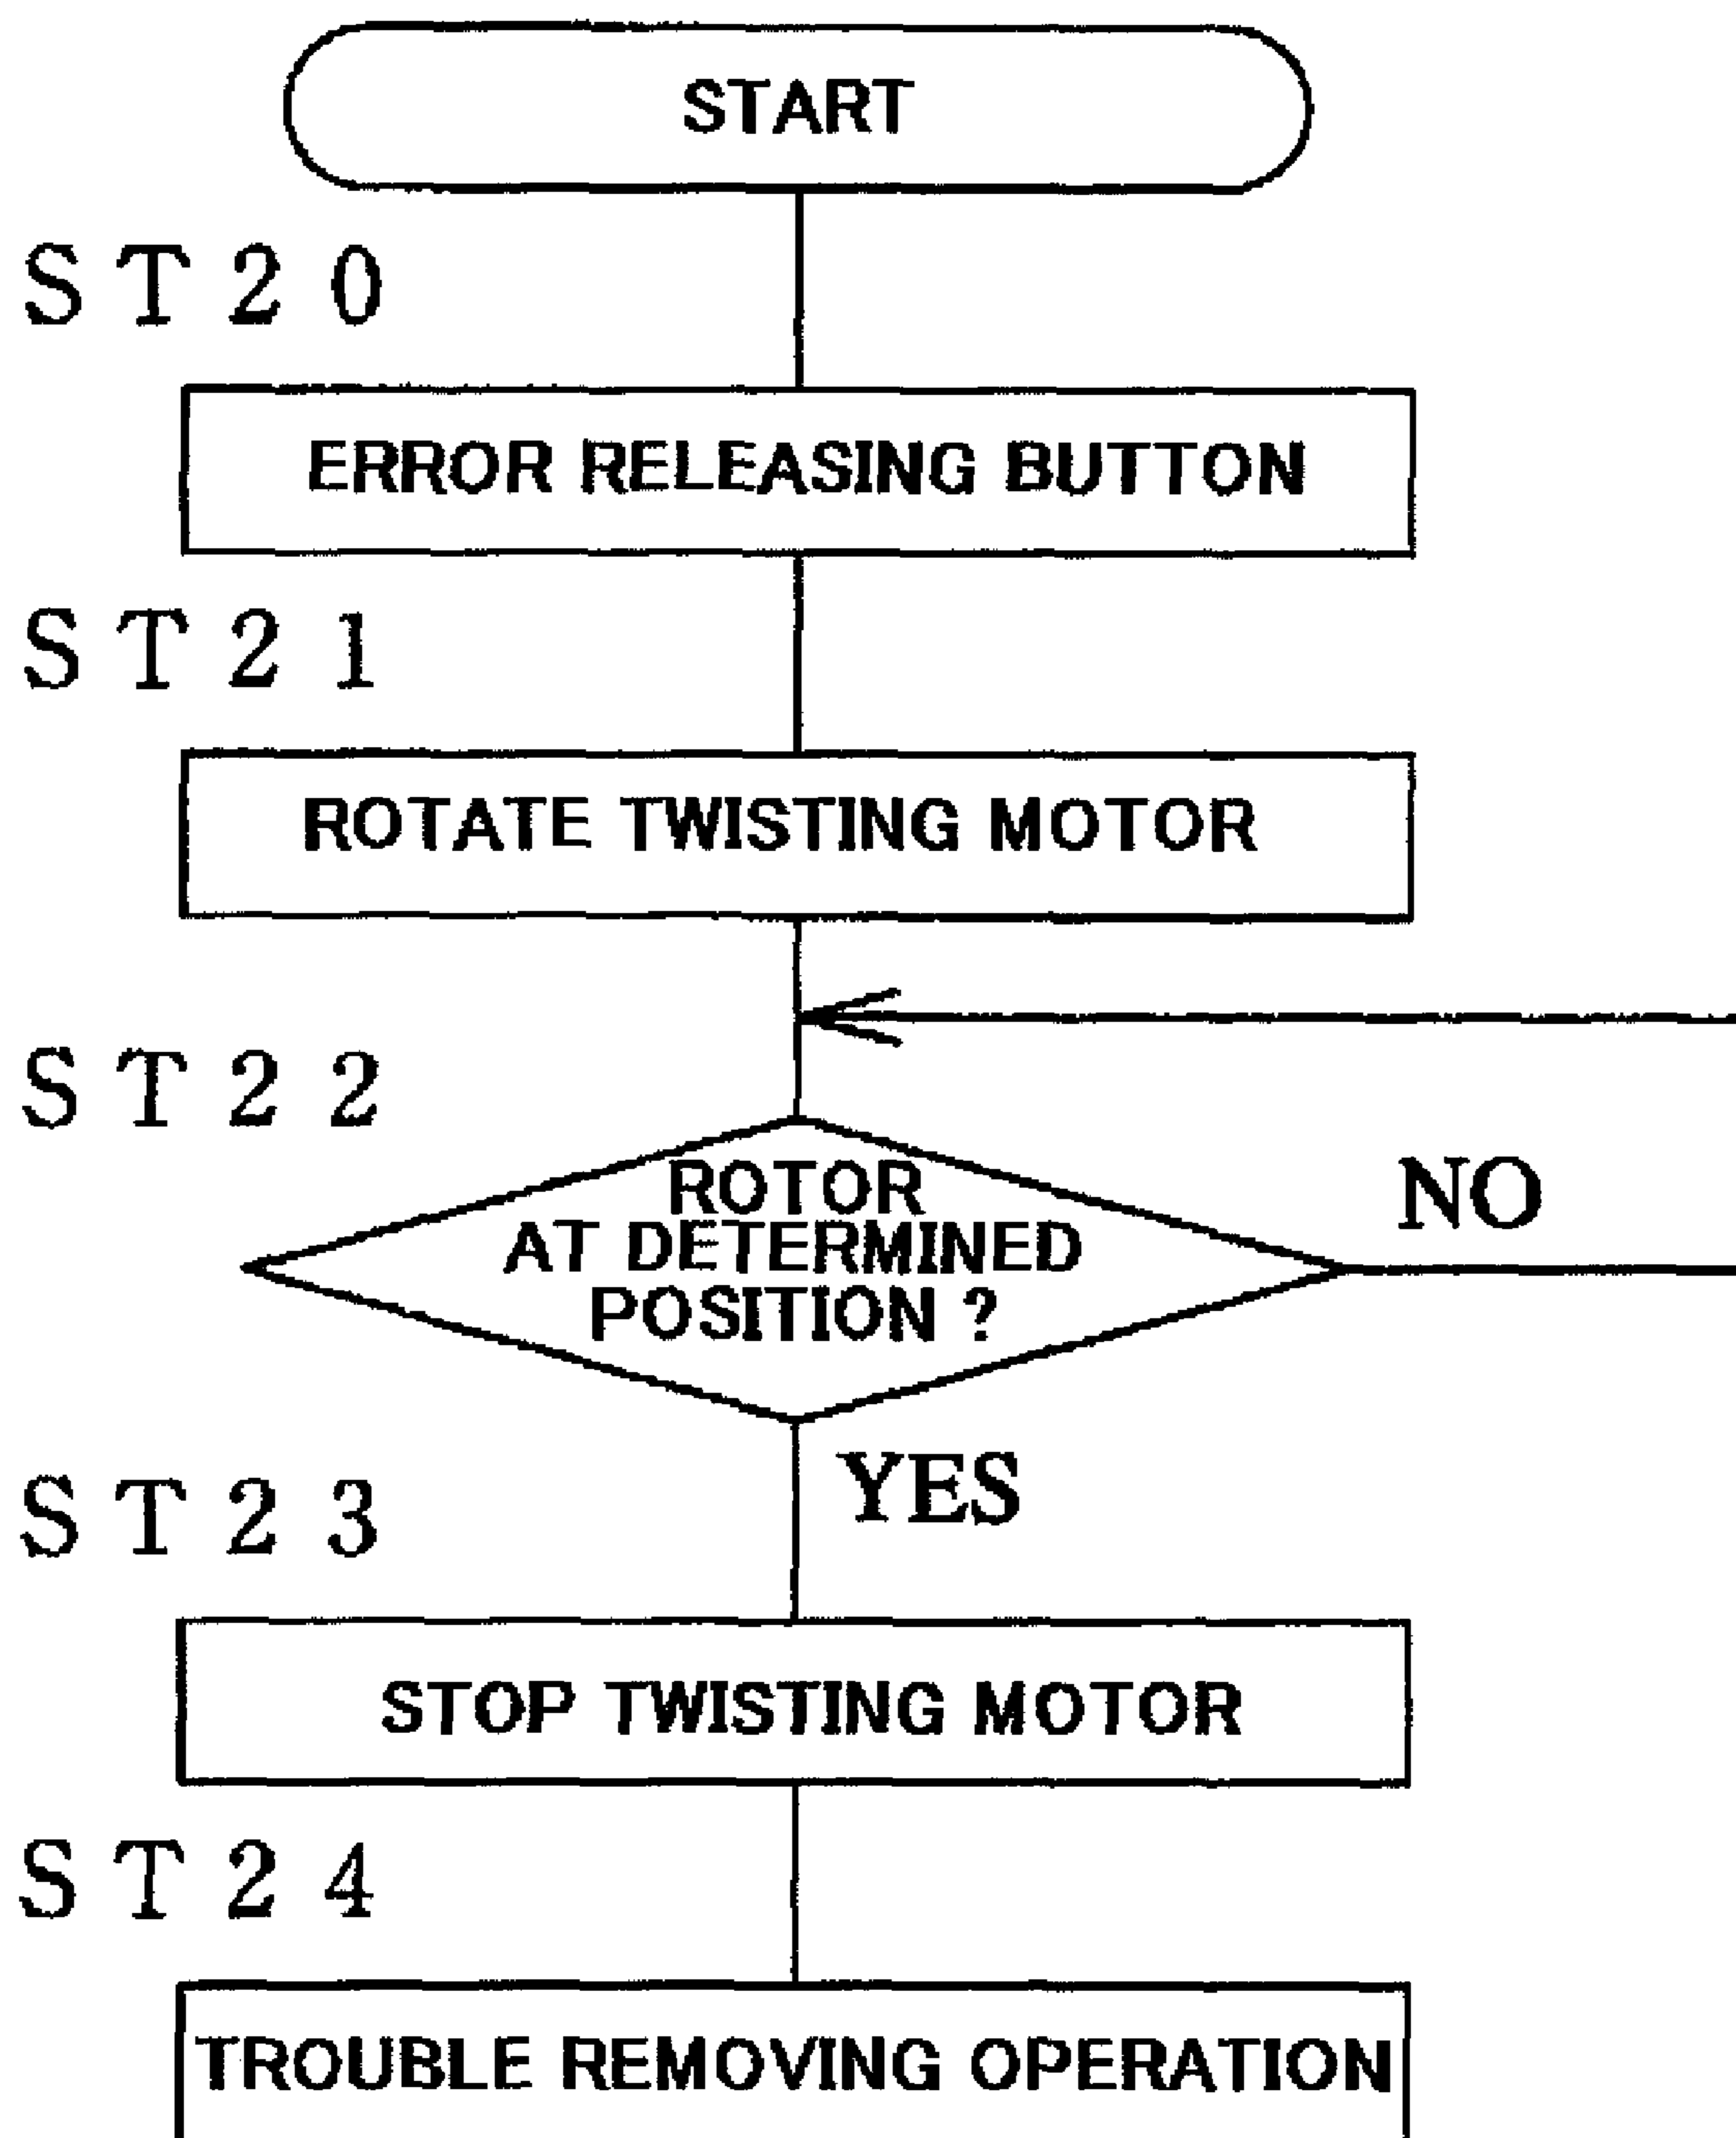 START
ST20
ERROR RELEASING BUTTON
ST21
ROTATE TWISTING MOTOR
ST22
ROTOR
AT DETERMINED
POSITION ?
NO
YES
ST23
STOP TWISTING MOTOR
ST24
TROUBLE REMOVING OPERATION